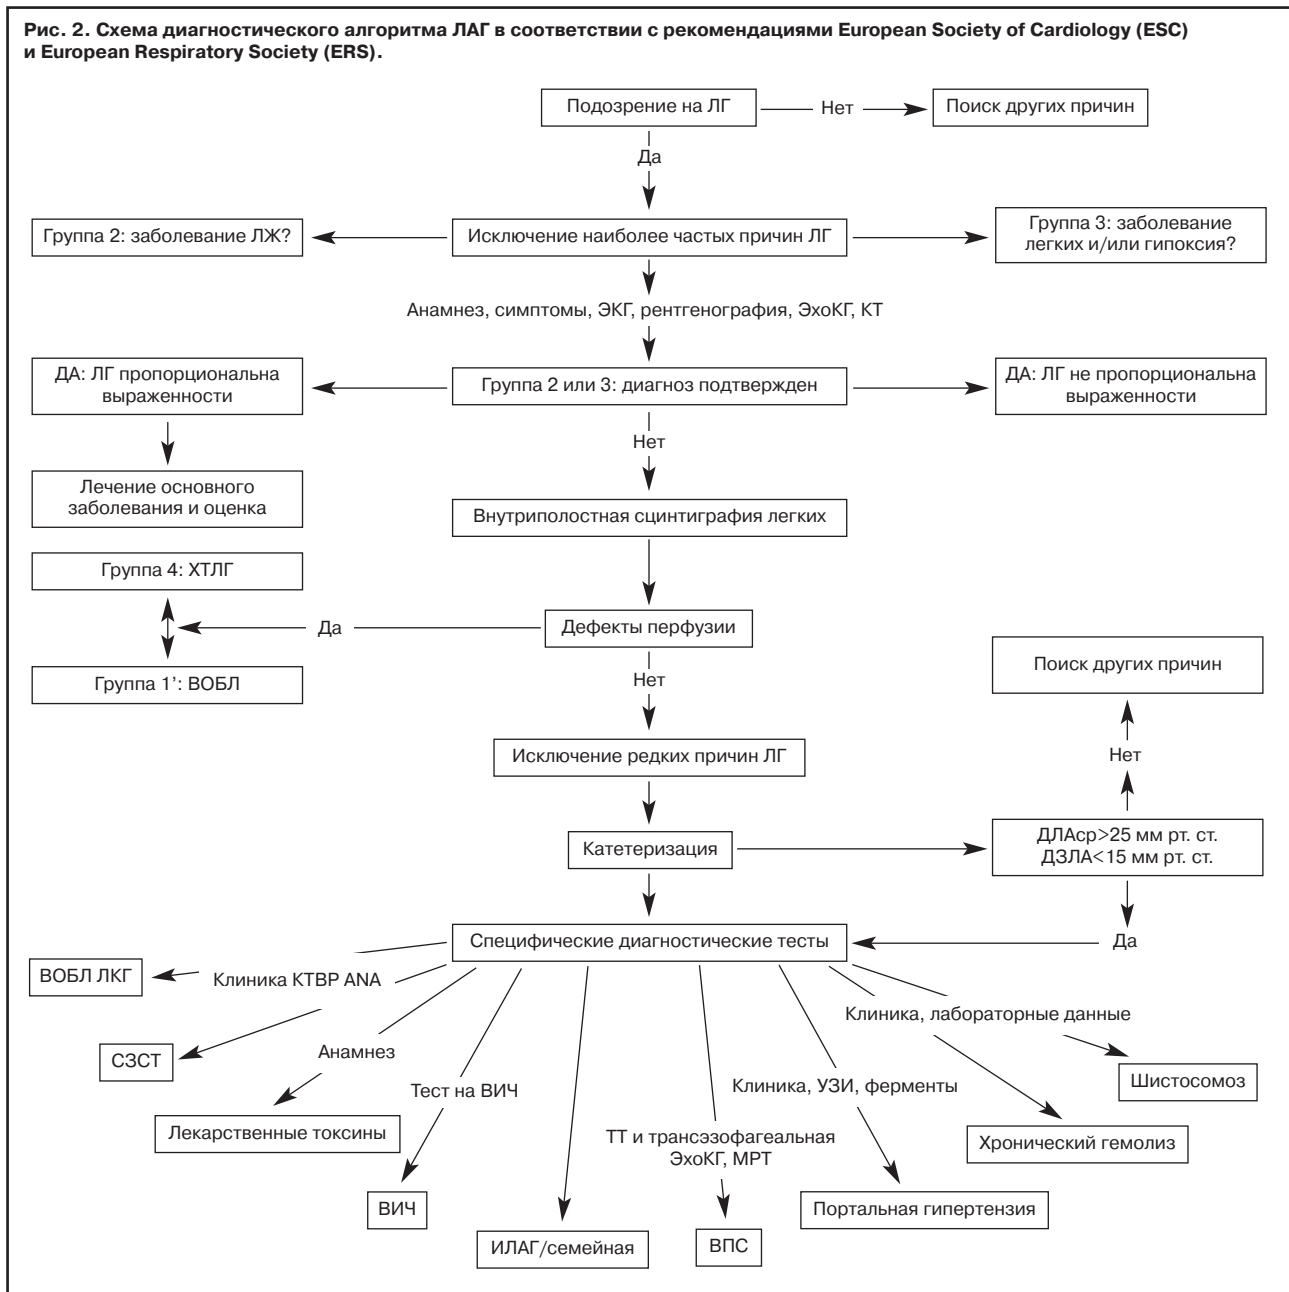 Рис. 2. Схема диагностического алгоритма ЛАГ в соответствии с рекомендациями European Society of Cardiology (ESC)
и European Respiratory Society (ERS).
Подозрение на ЛГ
Нет
Поиск других причин
Да
Группа 2: заболевание ЛЖ?
Исключение наиболее частых причин ЛГ
Группа 3: заболевание
легких и/или гипоксия?
Анамнез, симптомы, ЭКГ, рентгенография, ЭхоКГ, КТ
ДА: ЛГ пропорциональна
выраженности
Группа 2 или 3: диагноз подтвержден
ДА: ЛГ не пропорциональна
выраженности
Нет
Лечение основного
заболевания и оценка
Внутриполостная сцинтиграфия легких
Группа 4: ХТЛГ
Да
Дефекты перфузии
Группа 1’: ВОБЛ
Нет
Поиск других причин
Исключение редких причин ЛГ
Нет
Катетеризация
ДЛАср>25 мм рт. ст.
ДЗЛА<15 мм рт. ст.
Специфические диагностические тесты
Да
ВОБЛ ЛКГ
Клиника КТВР ANA
Клиника, лабораторные данные
СЗСТ
Анамнез
Шистосомоз
Тест на ВИЧ
Клиника, УЗИ, ферменты
Лекарственные токсины
ТТ и трансэзофагеальная
ЭхоКГ, МРТ
Хронический гемолиз
ВИЧ
Портальная гипертензия
ИЛАГ/семейная
ВПС